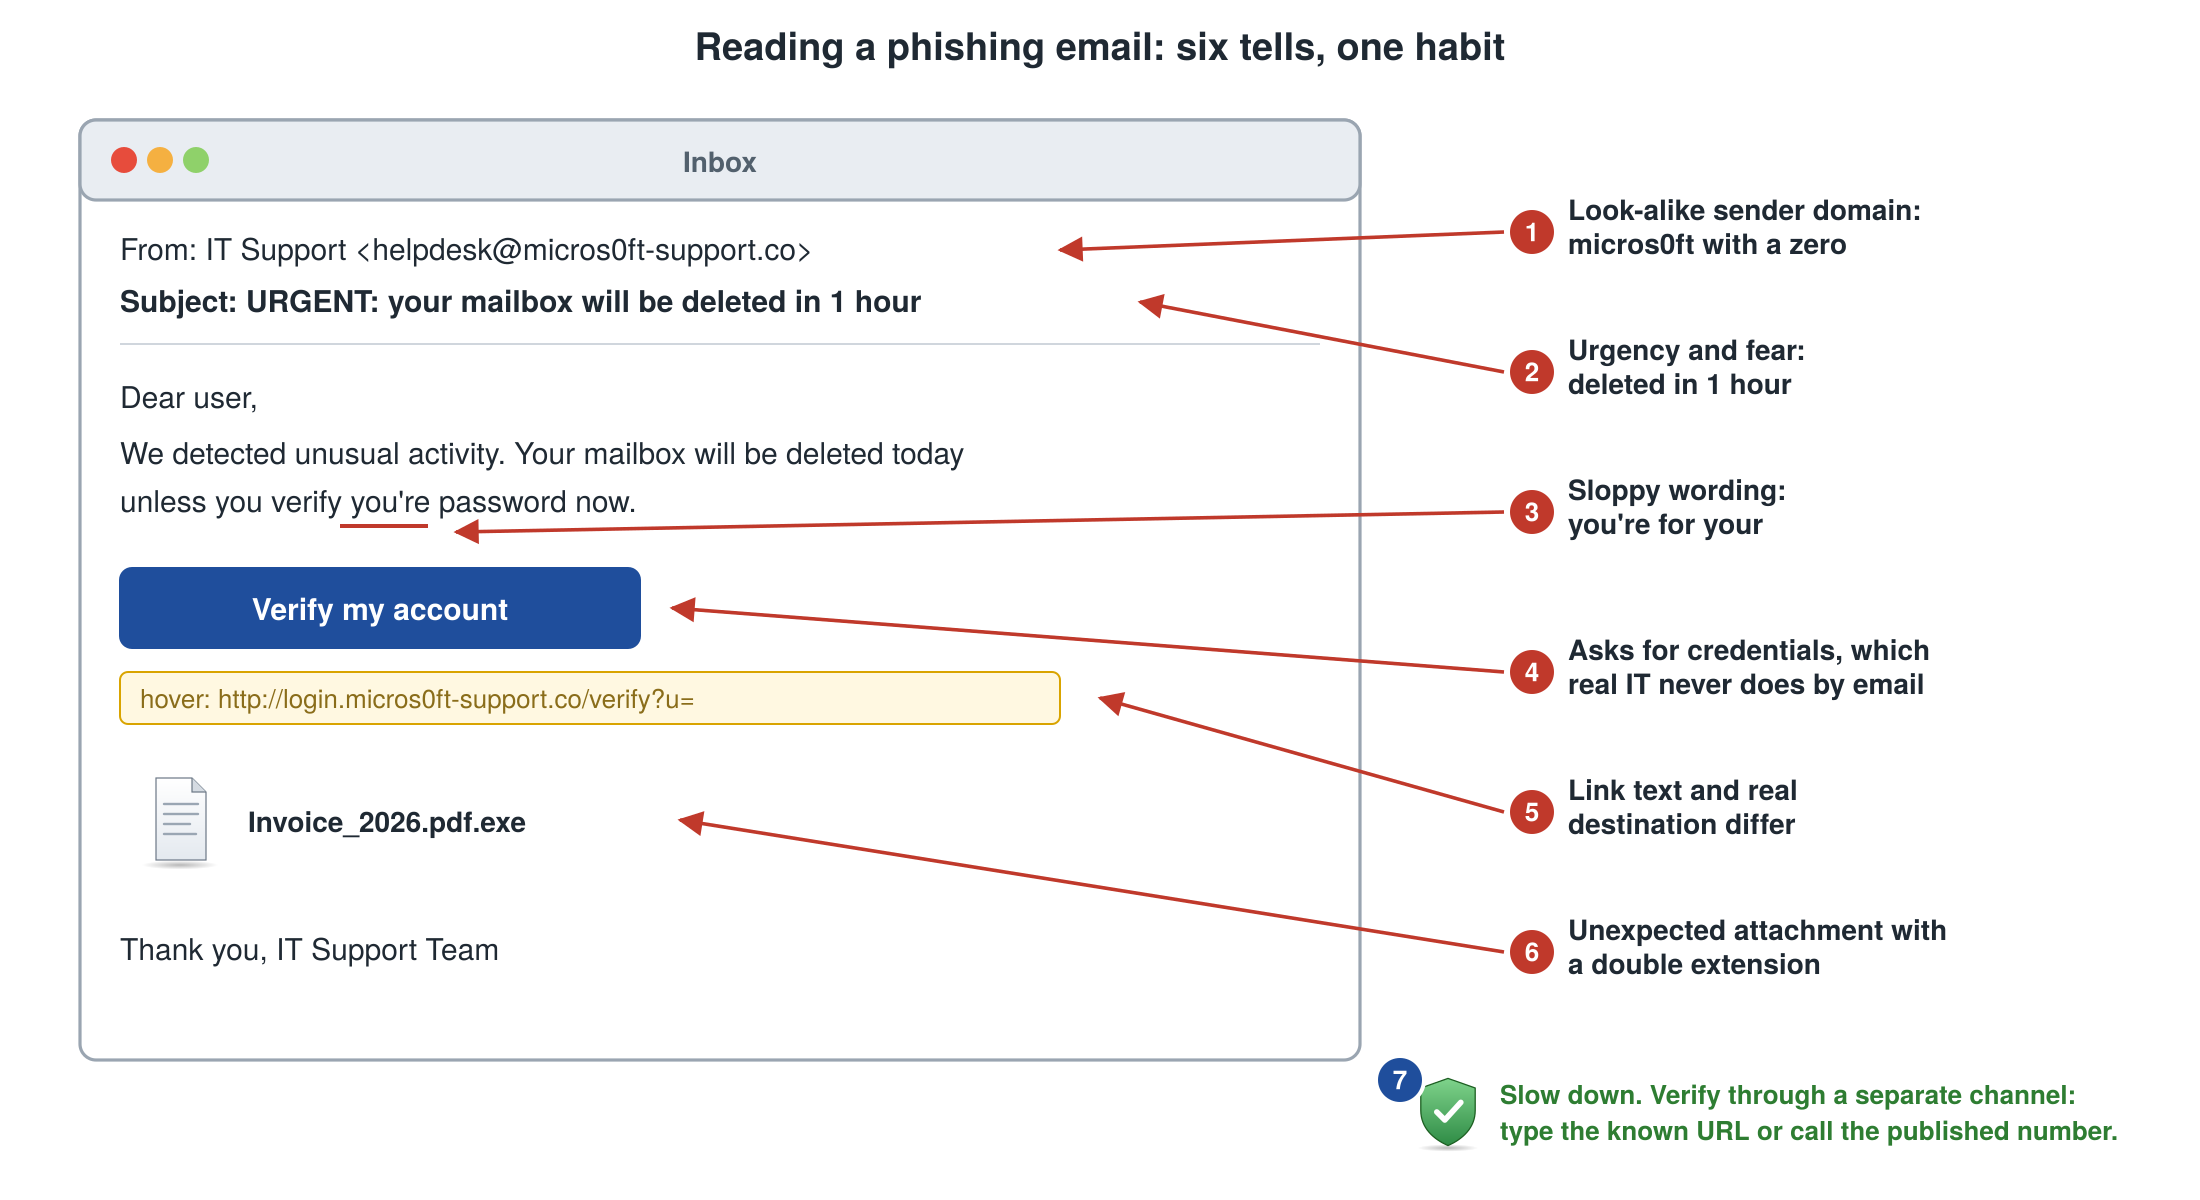 Reading a phishing email: six tells, one habit
Inbox
From: IT Support <helpdesk@micros0ft-support.co>
Subject: URGENT: your mailbox will be deleted in 1 hour
Dear user,
We detected unusual activity. Your mailbox will be deleted today
unless you verify you're password now.
Verify my account
hover: http://login.micros0ft-support.co/verify?u=
Invoice_2026.pdf.exe
Thank you, IT Support Team
1
Look-alike sender domain:
micros0ft with a zero
2
Urgency and fear:
deleted in 1 hour
3
Sloppy wording:
you're for your
4
Asks for credentials, which
real IT never does by email
5
Link text and real
destination differ
6
Unexpected attachment with
a double extension
7
Slow down. Verify through a separate channel:
type the known URL or call the published number.